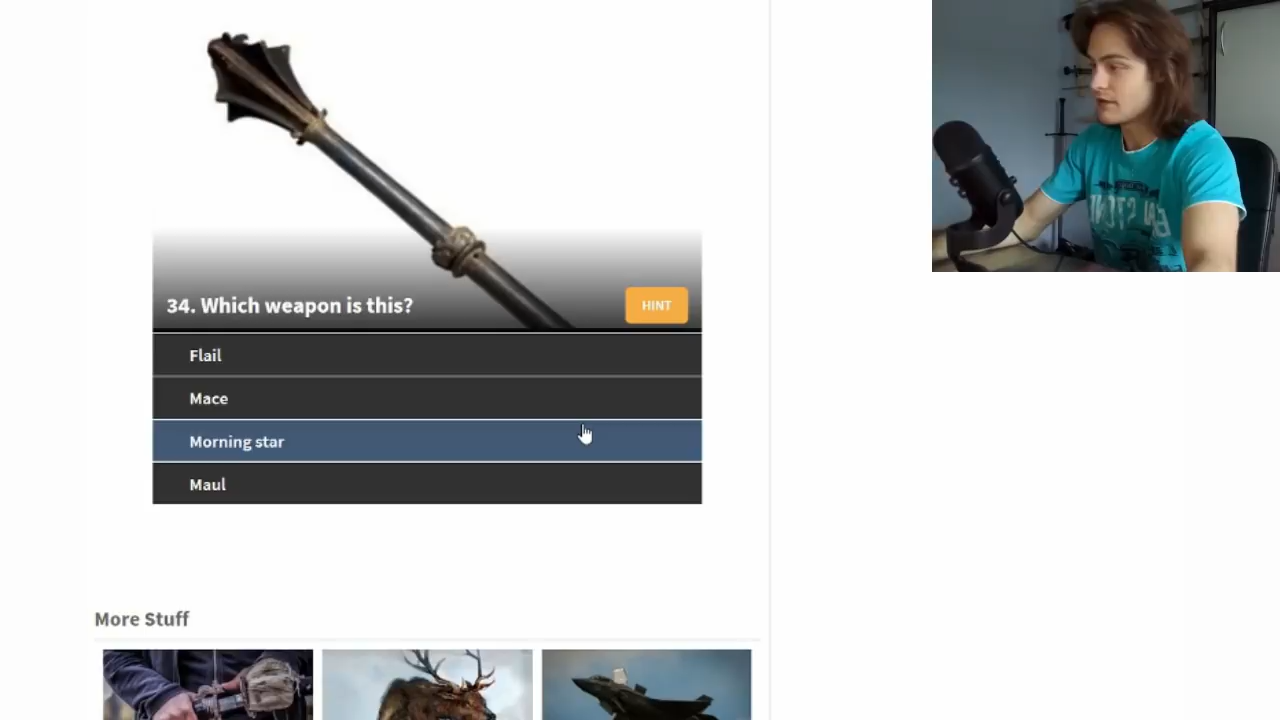 34. Which weapon is this?
HINT
Flail
Mace
Morning star
Maul
More Stuff